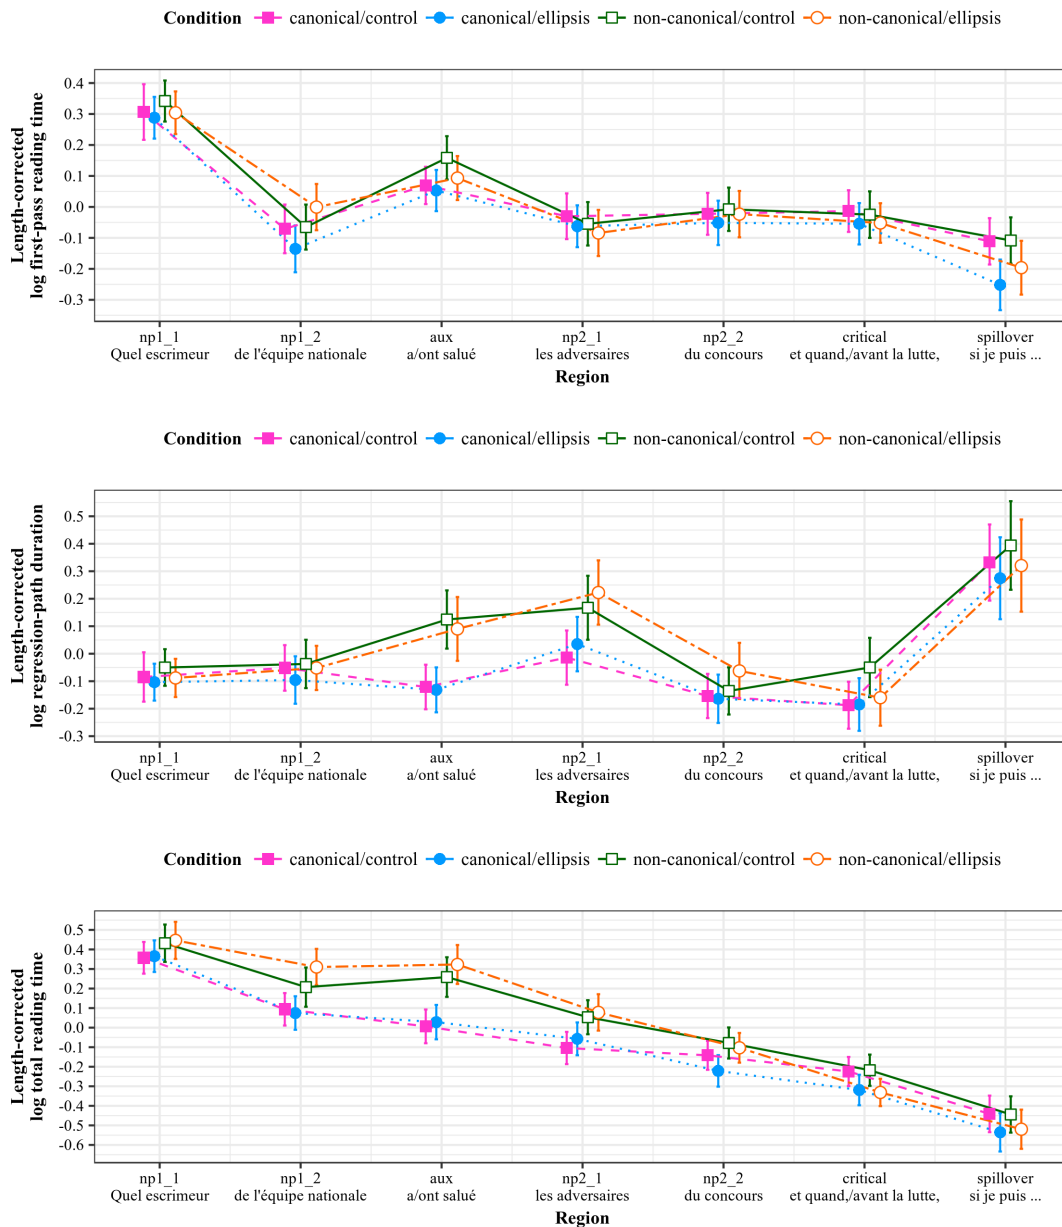 Condition canonical/control canonical/ellipsis non-canonical/control non-canonical/ellipsis
Length-corrected
log first-pass reading time
0.4
0.3
0.2
0.1
0.0
-0.1
-0.2
-0.3
np1_1 np1_2 aux np2_1 np2_2 critical spillover
Quel escrimeur de l'équipe nationale a/ont salué les adversaires du concours et quand,/avant la lutte, si je puis ...
Region
Condition canonical/control canonical/ellipsis non-canonical/control non-canonical/ellipsis
Length-corrected
log regression-path duration
0.5
0.4
0.3
0.2
0.1
0.0
-0.1
-0.2
-0.3
np1_1 np1_2 aux np2_1 np2_2 critical spillover
Quel escrimeur de l'équipe nationale a/ont salué les adversaires du concours et quand,/avant la lutte, si je puis ...
Region
Condition canonical/control canonical/ellipsis non-canonical/control non-canonical/ellipsis
Length-corrected
log total reading time
0.5
0.4
0.3
0.2
0.1
0.0
-0.1
-0.2
-0.3
-0.4
-0.5
-0.6
np1_1 np1_2 aux np2_1 np2_2 critical spillover
Quel escrimeur de l'équipe nationale a/ont salué les adversaires du concours et quand,/avant la lutte, si je puis ...
Region